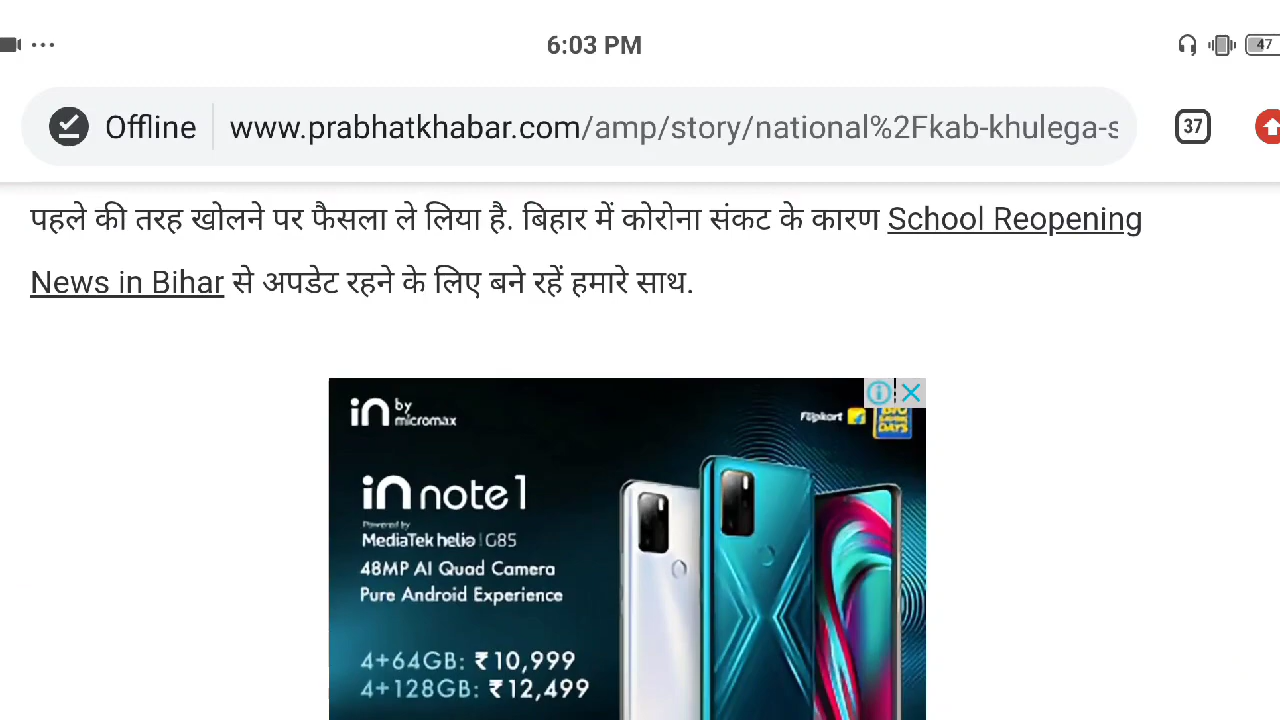 6:03 PM
47
Offline www.prabhatkhabar.com/amp/story/national%2Fkab-khulega-s
37
पहले की तरह खोलने पर फैसला ले लिया है. बिहार में कोरोना संकट के कारण School Reopening
News in Bihar से अपडेट रहने के लिए बने रहें हमारे साथ.
in by micromax
Flipkart
DAYS
in note 1
Powered by
MediaTek helio | G85
48MP AI Quad Camera
Pure Android Experience
4+64GB: ₹10,999
4+128GB: ₹12,499